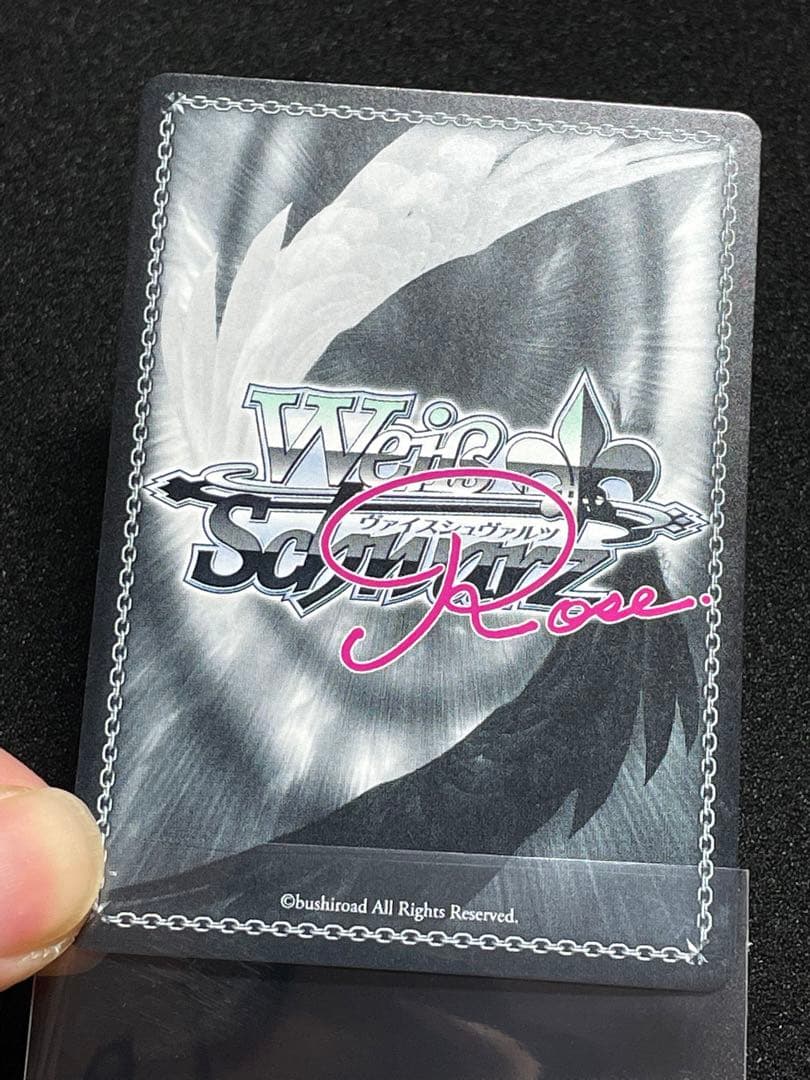 Weiß
ヴァイスシュヴァルツ
Schwarz
Rose.
©bushiroad All Rights Reserved.